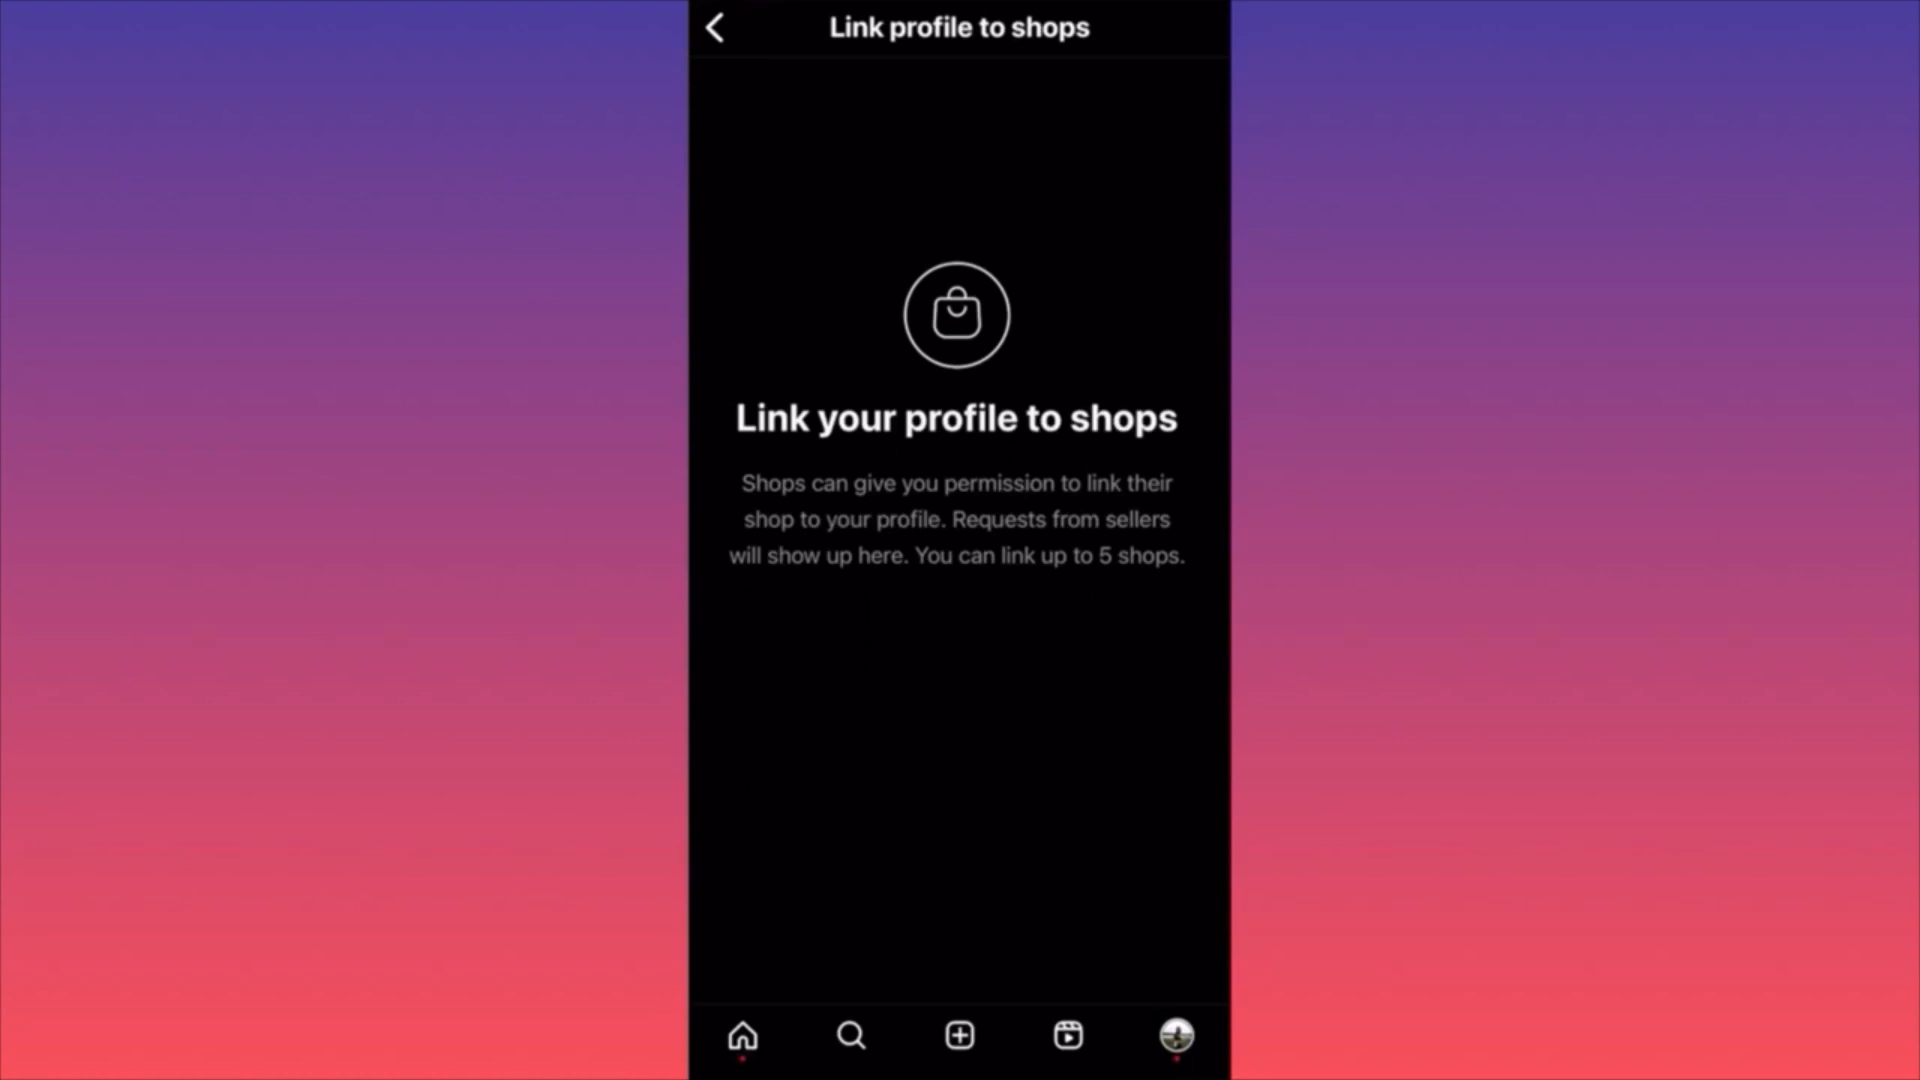 Link profile to shops
Link your profile to shops
Shops can give you permission to link their
shop to your profile. Requests from sellers
will show up here. You can link up to 5 shops.